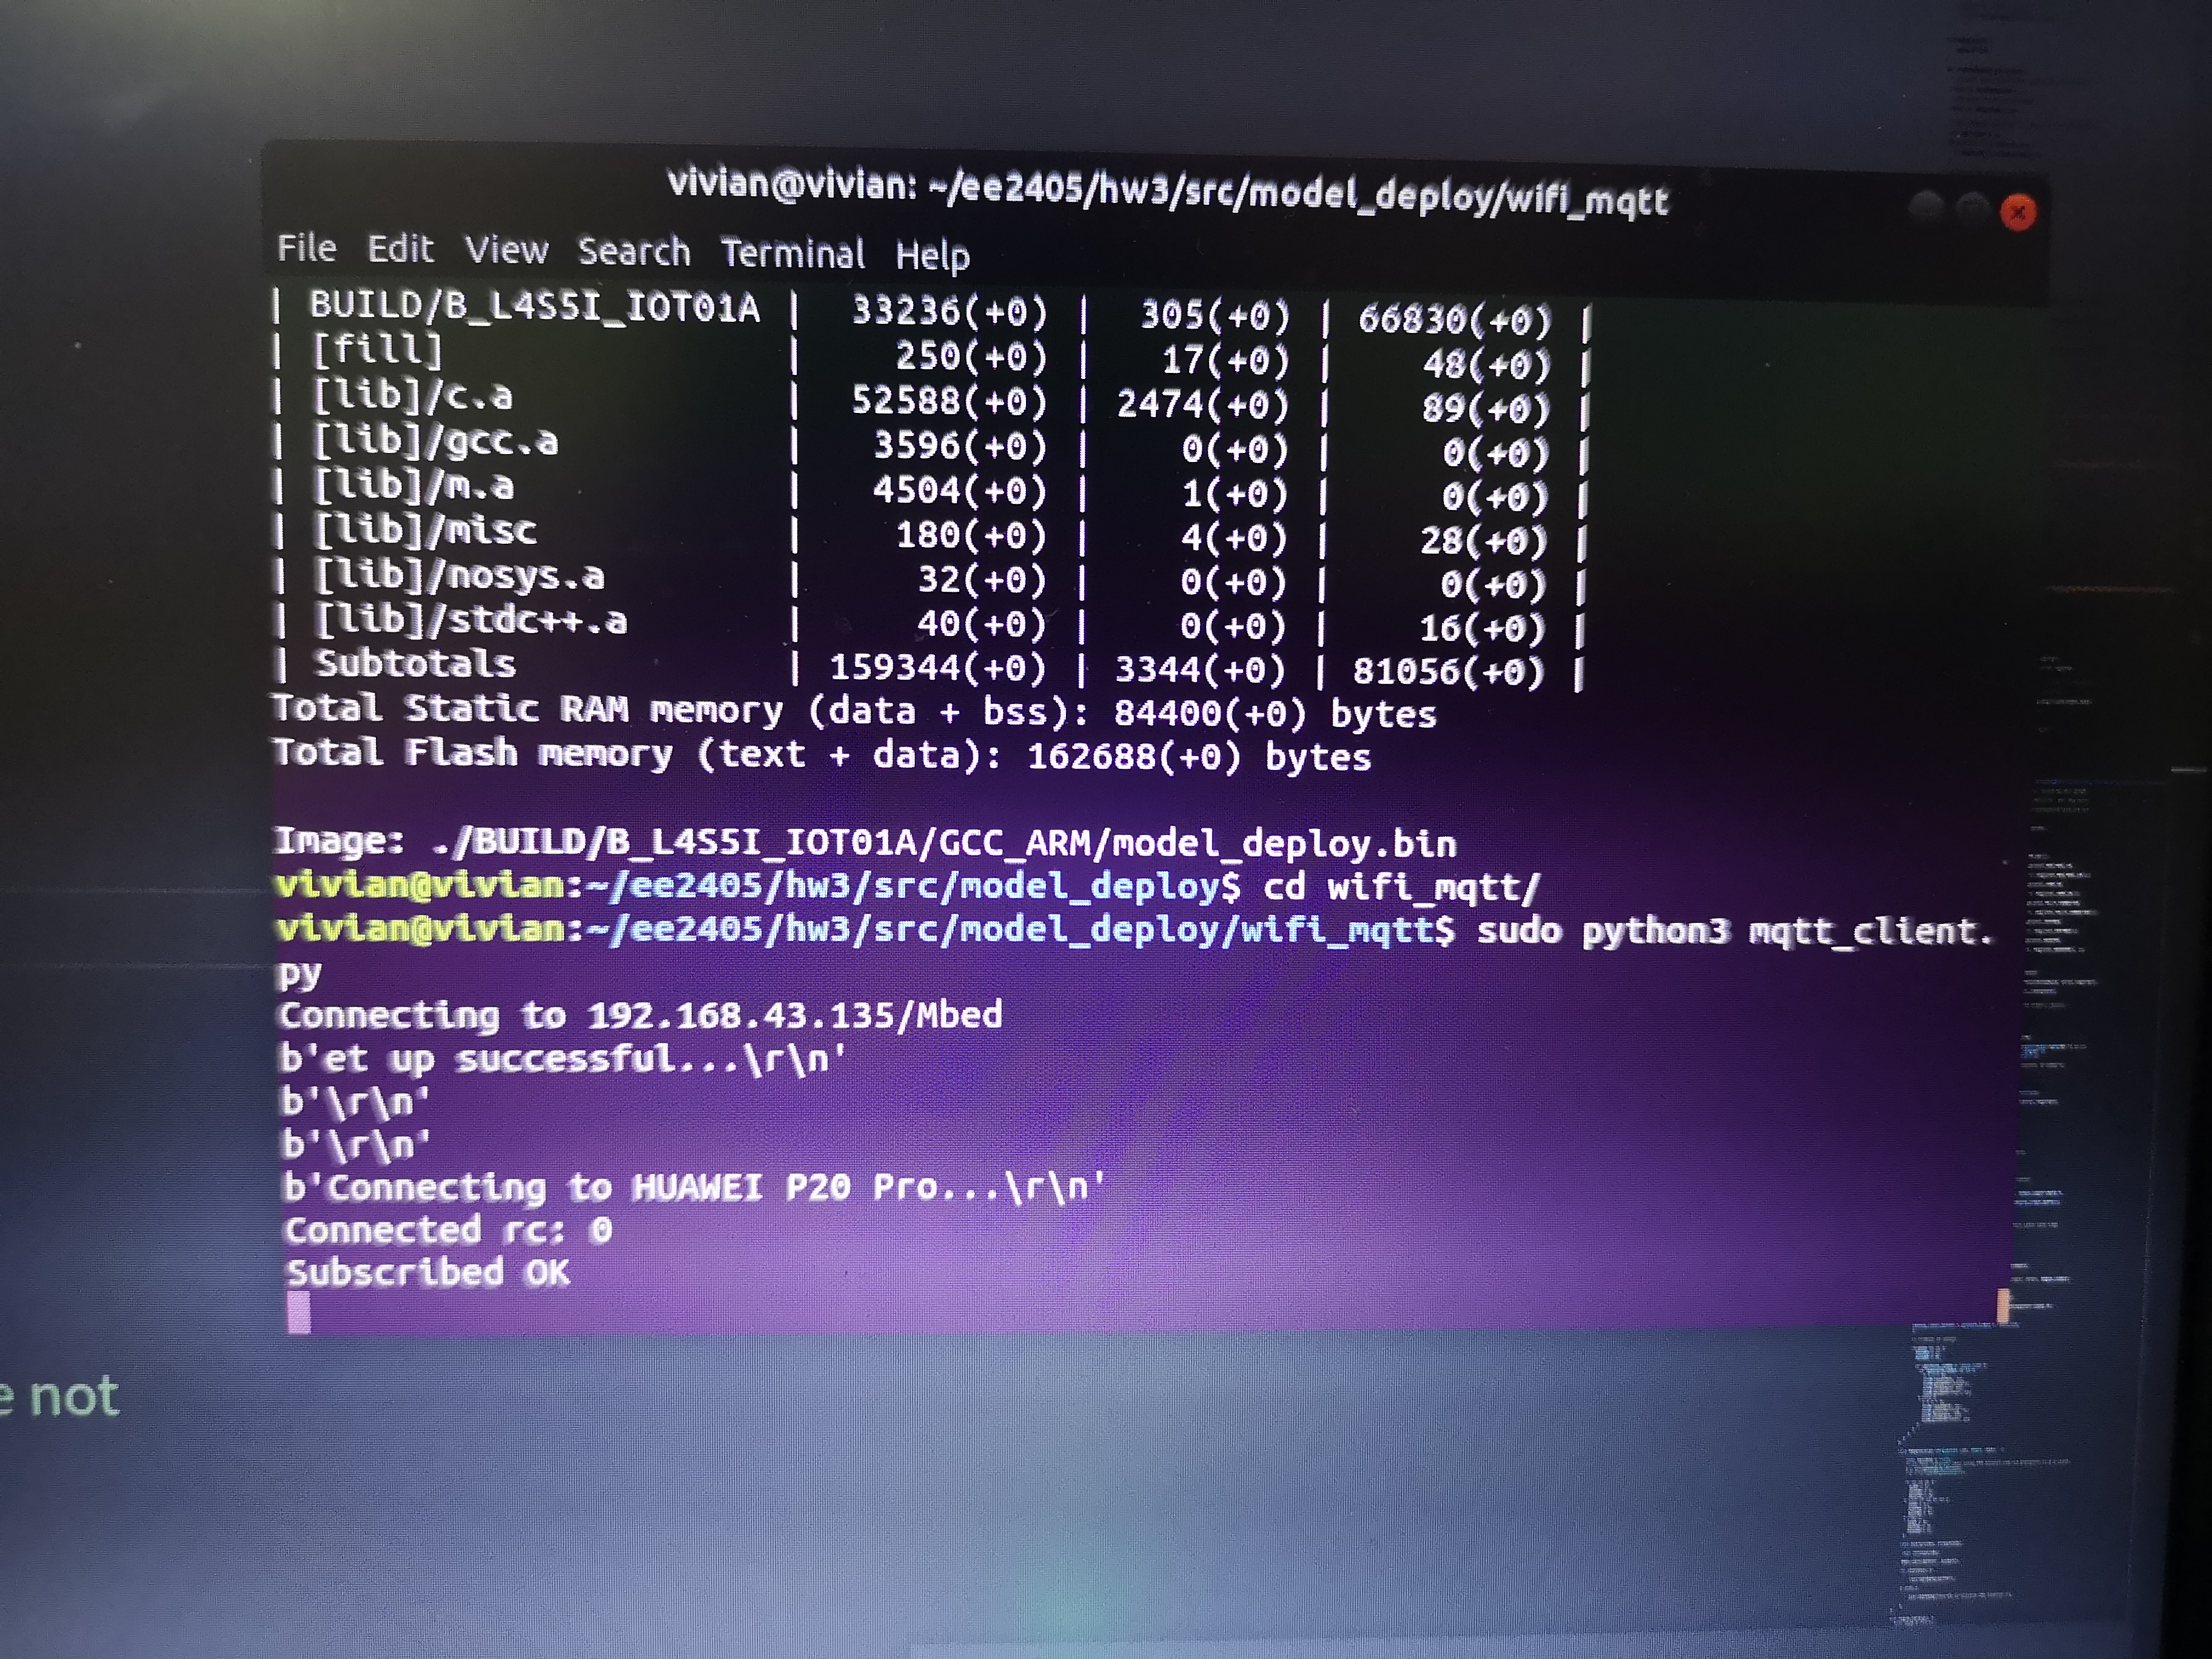 vivian@vivian: ~/ee2405/hw3/src/model_deploy/wifi_mqtt
File Edit View Search Terminal Help
| BUILD/B_L4S5I_IOT01A | 33236(+0) | 305(+0) | 66830(+0) |
| [fill] | 250(+0) | 17(+0) | 48(+0) |
| [lib]/c.a | 52588(+0) | 2474(+0) | 89(+0) |
| [lib]/gcc.a | 3596(+0) | 0(+0) | 0(+0) |
| [lib]/m.a | 4504(+0) | 1(+0) | 0(+0) |
| [lib]/misc | 180(+0) | 4(+0) | 28(+0) |
| [lib]/nosys.a | 32(+0) | 0(+0) | 0(+0) |
| [lib]/stdc++.a | 40(+0) | 0(+0) | 16(+0) |
| Subtotals | 159344(+0) | 3344(+0) | 81056(+0) |
Total Static RAM memory (data + bss): 84400(+0) bytes
Total Flash memory (text + data): 162688(+0) bytes
Image: ./BUILD/B_L4S5I_IOT01A/GCC_ARM/model_deploy.bin
vivian@vivian:~/ee2405/hw3/src/model_deploy$ cd wifi_mqtt/
vivian@vivian:~/ee2405/hw3/src/model_deploy/wifi_mqtt$ sudo python3 mqtt_client.
py
Connecting to 192.168.43.135/Mbed
b'et up successful...\r\n'
b'\r\n'
b'\r\n'
b'Connecting to HUAWEI P20 Pro...\r\n'
Connected rc: 0
Subscribed OK
e not